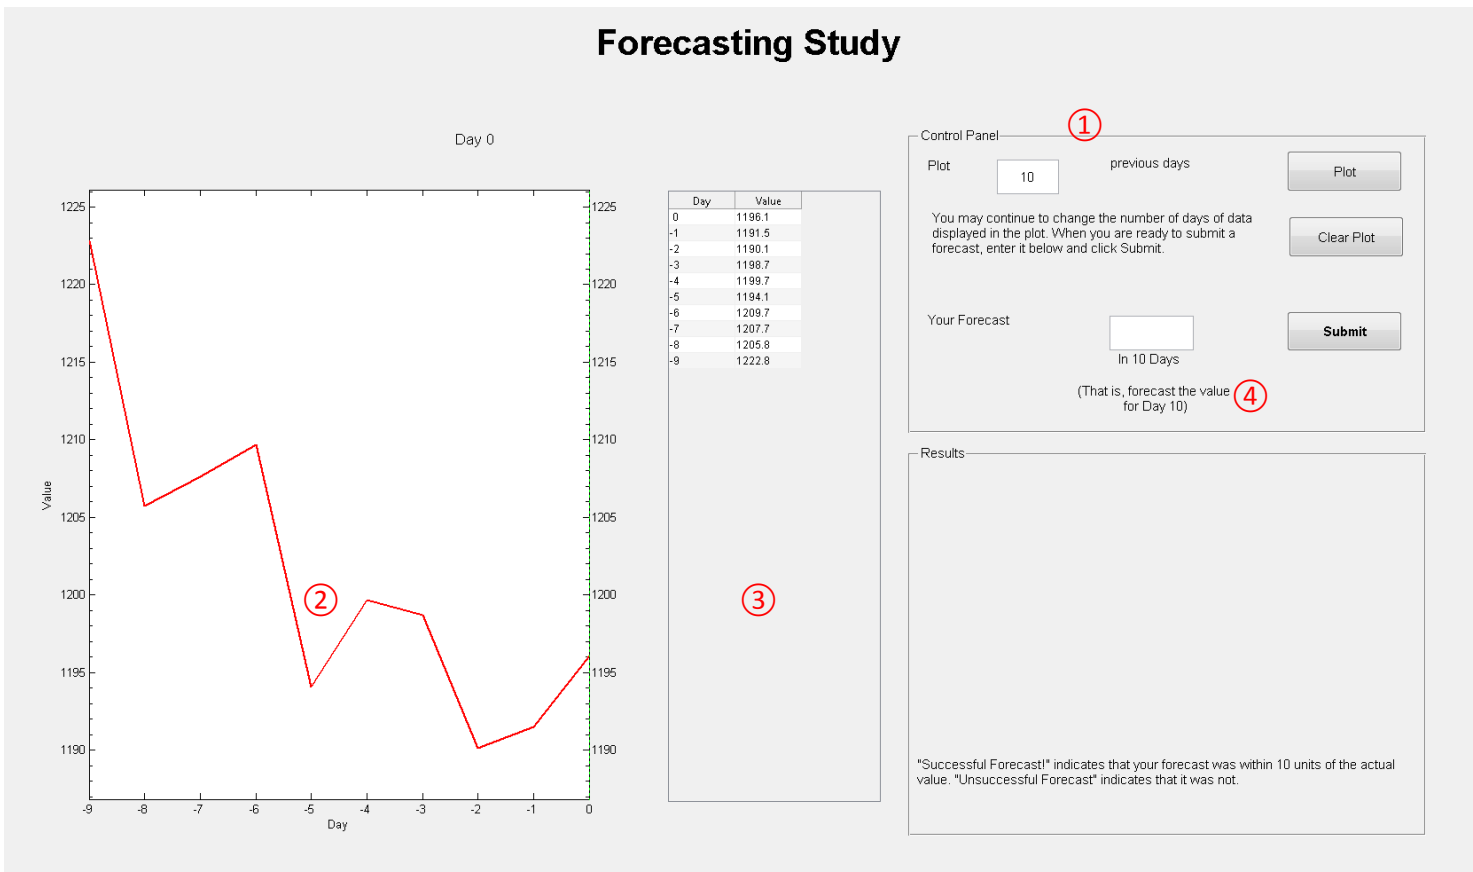 Forecasting Study
Day 0
1225
1220
1215
1210
1205
1200
1195
1190
Value
1225
1220
1215
1210
1205
1200
1195
1190
-9 -8 -7 -6 -5 -4 -3 -2 -1 0
Day
②
Day Value
0 1196.1
-1 1191.5
-2 1190.1
-3 1198.7
-4 1199.7
-5 1194.1
-6 1209.7
-7 1207.7
-8 1205.8
-9 1222.8
③
①
Control Panel
Plot 10 previous days Plot
You may continue to change the number of days of data
displayed in the plot. When you are ready to submit a
forecast, enter it below and click Submit.
Clear Plot
Your Forecast
Submit
In 10 Days
(That is, forecast the value
for Day 10)
④
Results
"Successful Forecast!" indicates that your forecast was within 10 units of the actual
value. "Unsuccessful Forecast" indicates that it was not.